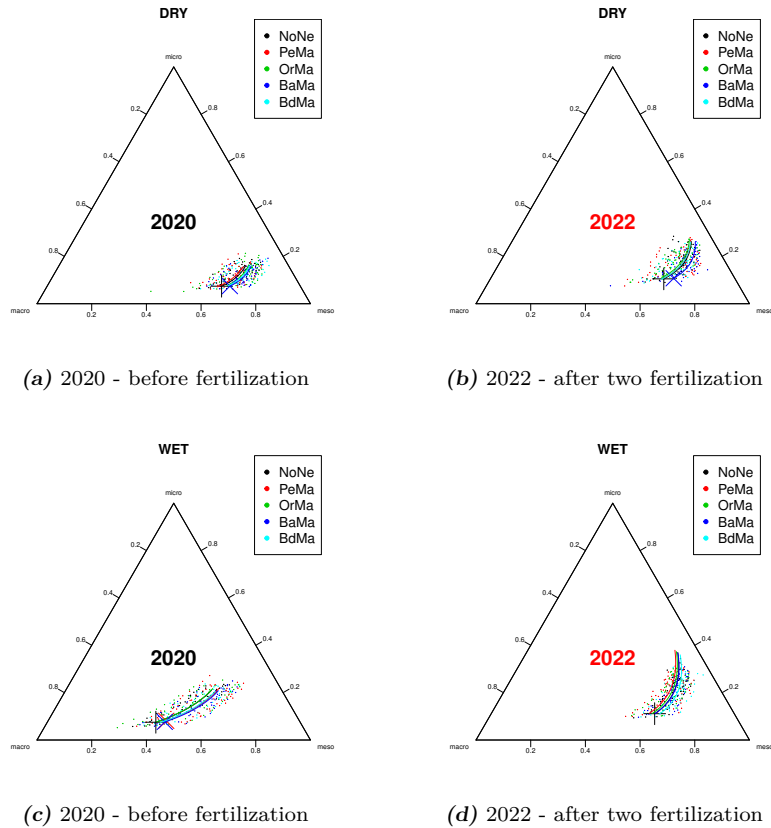 DRY
NoNe
PeMa
OrMa
BaMa
BdMa
micro
0.2
0.8
0.4
0.6
0.6
0.4
2020
0.8
0.2
macro
0.2
0.4
0.6
0.8
meso
(a) 2020 - before fertilization
DRY
NoNe
PeMa
OrMa
BaMa
BdMa
micro
0.2
0.8
0.4
0.6
0.6
0.4
2022
0.8
0.2
macro
0.2
0.4
0.6
0.8
meso
(b) 2022 - after two fertilization
WET
NoNe
PeMa
OrMa
BaMa
BdMa
micro
0.2
0.8
0.4
0.6
0.6
0.4
2020
0.8
0.2
macro
0.2
0.4
0.6
0.8
meso
(c) 2020 - before fertilization
WET
NoNe
PeMa
OrMa
BaMa
BdMa
micro
0.2
0.8
0.4
0.6
0.6
0.4
2022
0.8
0.2
macro
0.2
0.4
0.6
0.8
meso
(d) 2022 - after two fertilization